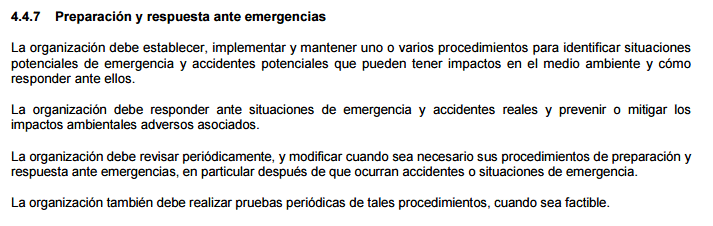 4.4.7 Preparación y respuesta ante emergencias
La organización debe establecer, implementar y mantener uno o varios procedimientos para identificar situaciones
potenciales de emergencia y accidentes potenciales que pueden tener impactos en el medio ambiente y cómo
responder ante ellos.
La organización debe responder ante situaciones de emergencia y accidentes reales y prevenir o mitigar los
impactos ambientales adversos asociados.
La organización debe revisar periódicamente, y modificar cuando sea necesario sus procedimientos de preparación y
respuesta ante emergencias, en particular después de que ocurran accidentes o situaciones de emergencia.
La organización también debe realizar pruebas periódicas de tales procedimientos, cuando sea factible.